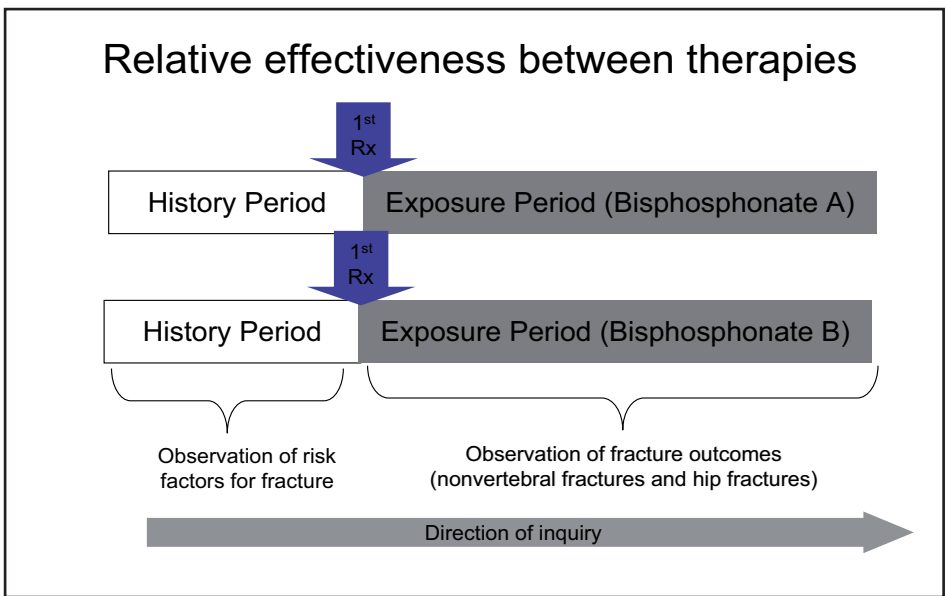 Relative effectiveness between therapies
1st
Rx
History Period
Exposure Period (Bisphosphonate A)
1st
Rx
History Period
Exposure Period (Bisphosphonate B)
Observation of risk
factors for fracture
Observation of fracture outcomes
(nonvertebral fractures and hip fractures)
Direction of inquiry